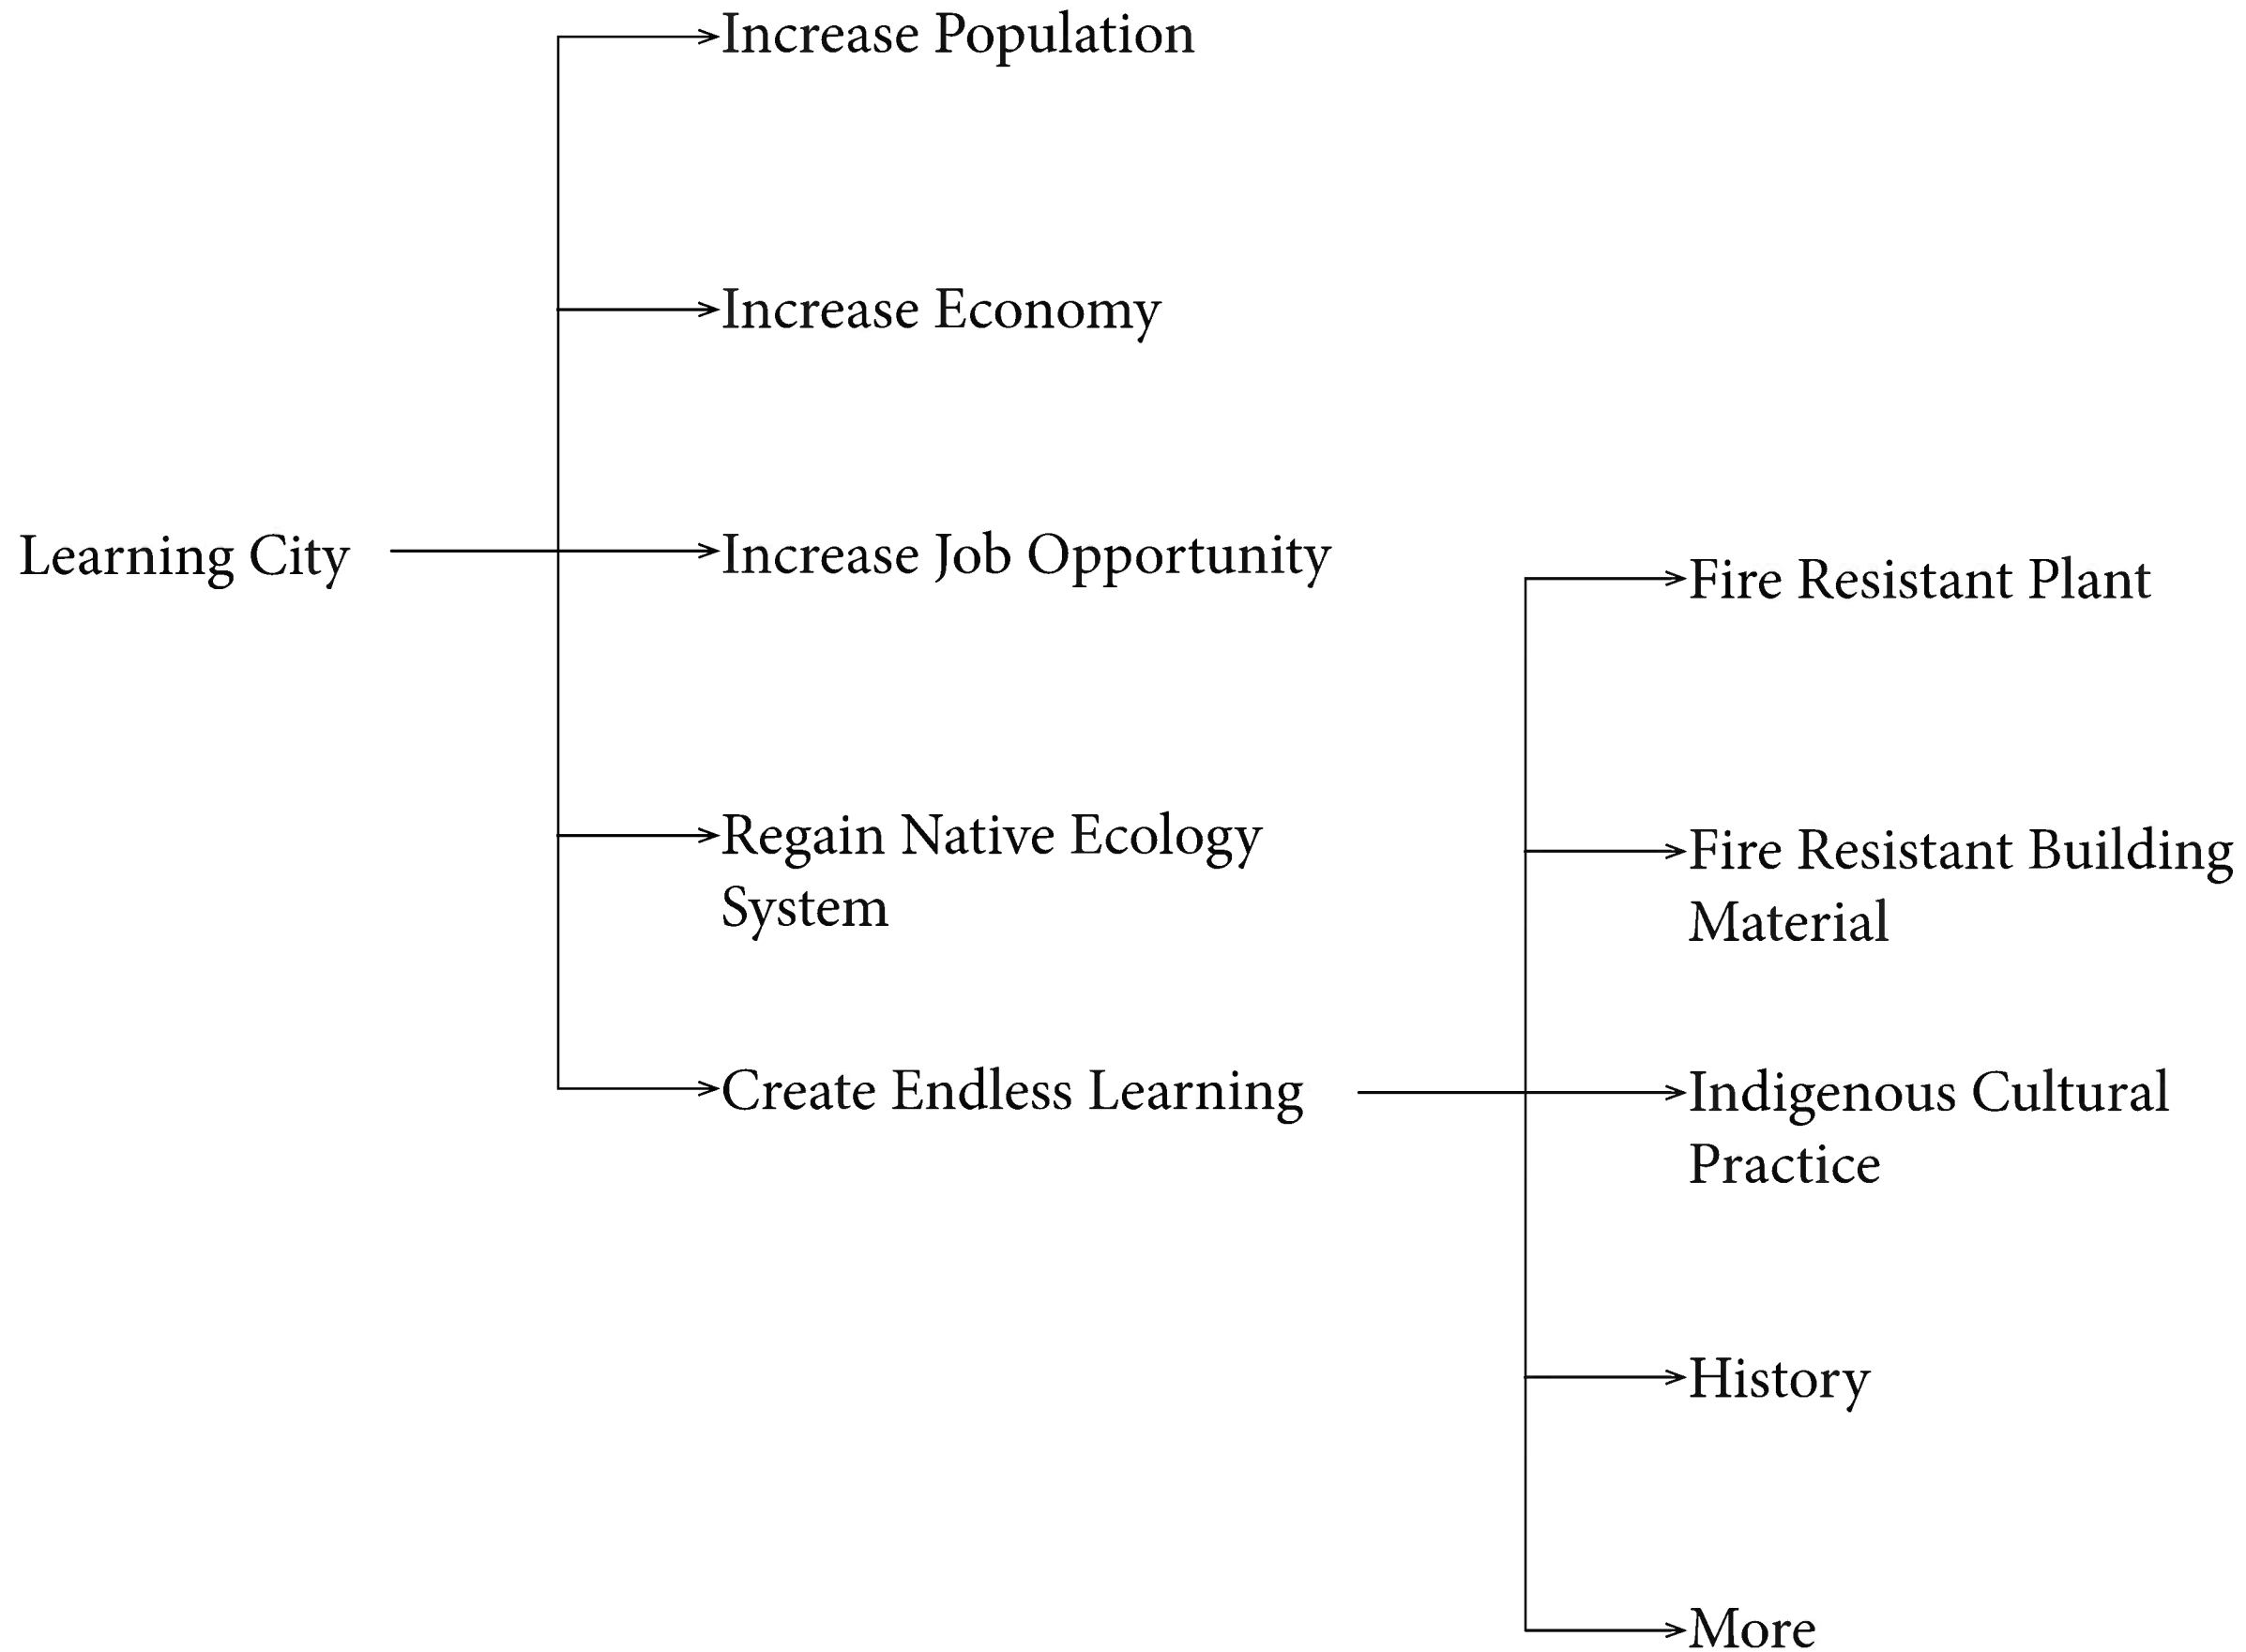 Increase Population
Increase Economy
Learning City
Increase Job Opportunity
Regain Native Ecology
System
Create Endless Learning
Fire Resistant Plant
Fire Resistant Building
Material
Indigenous Cultural
Practice
History
More